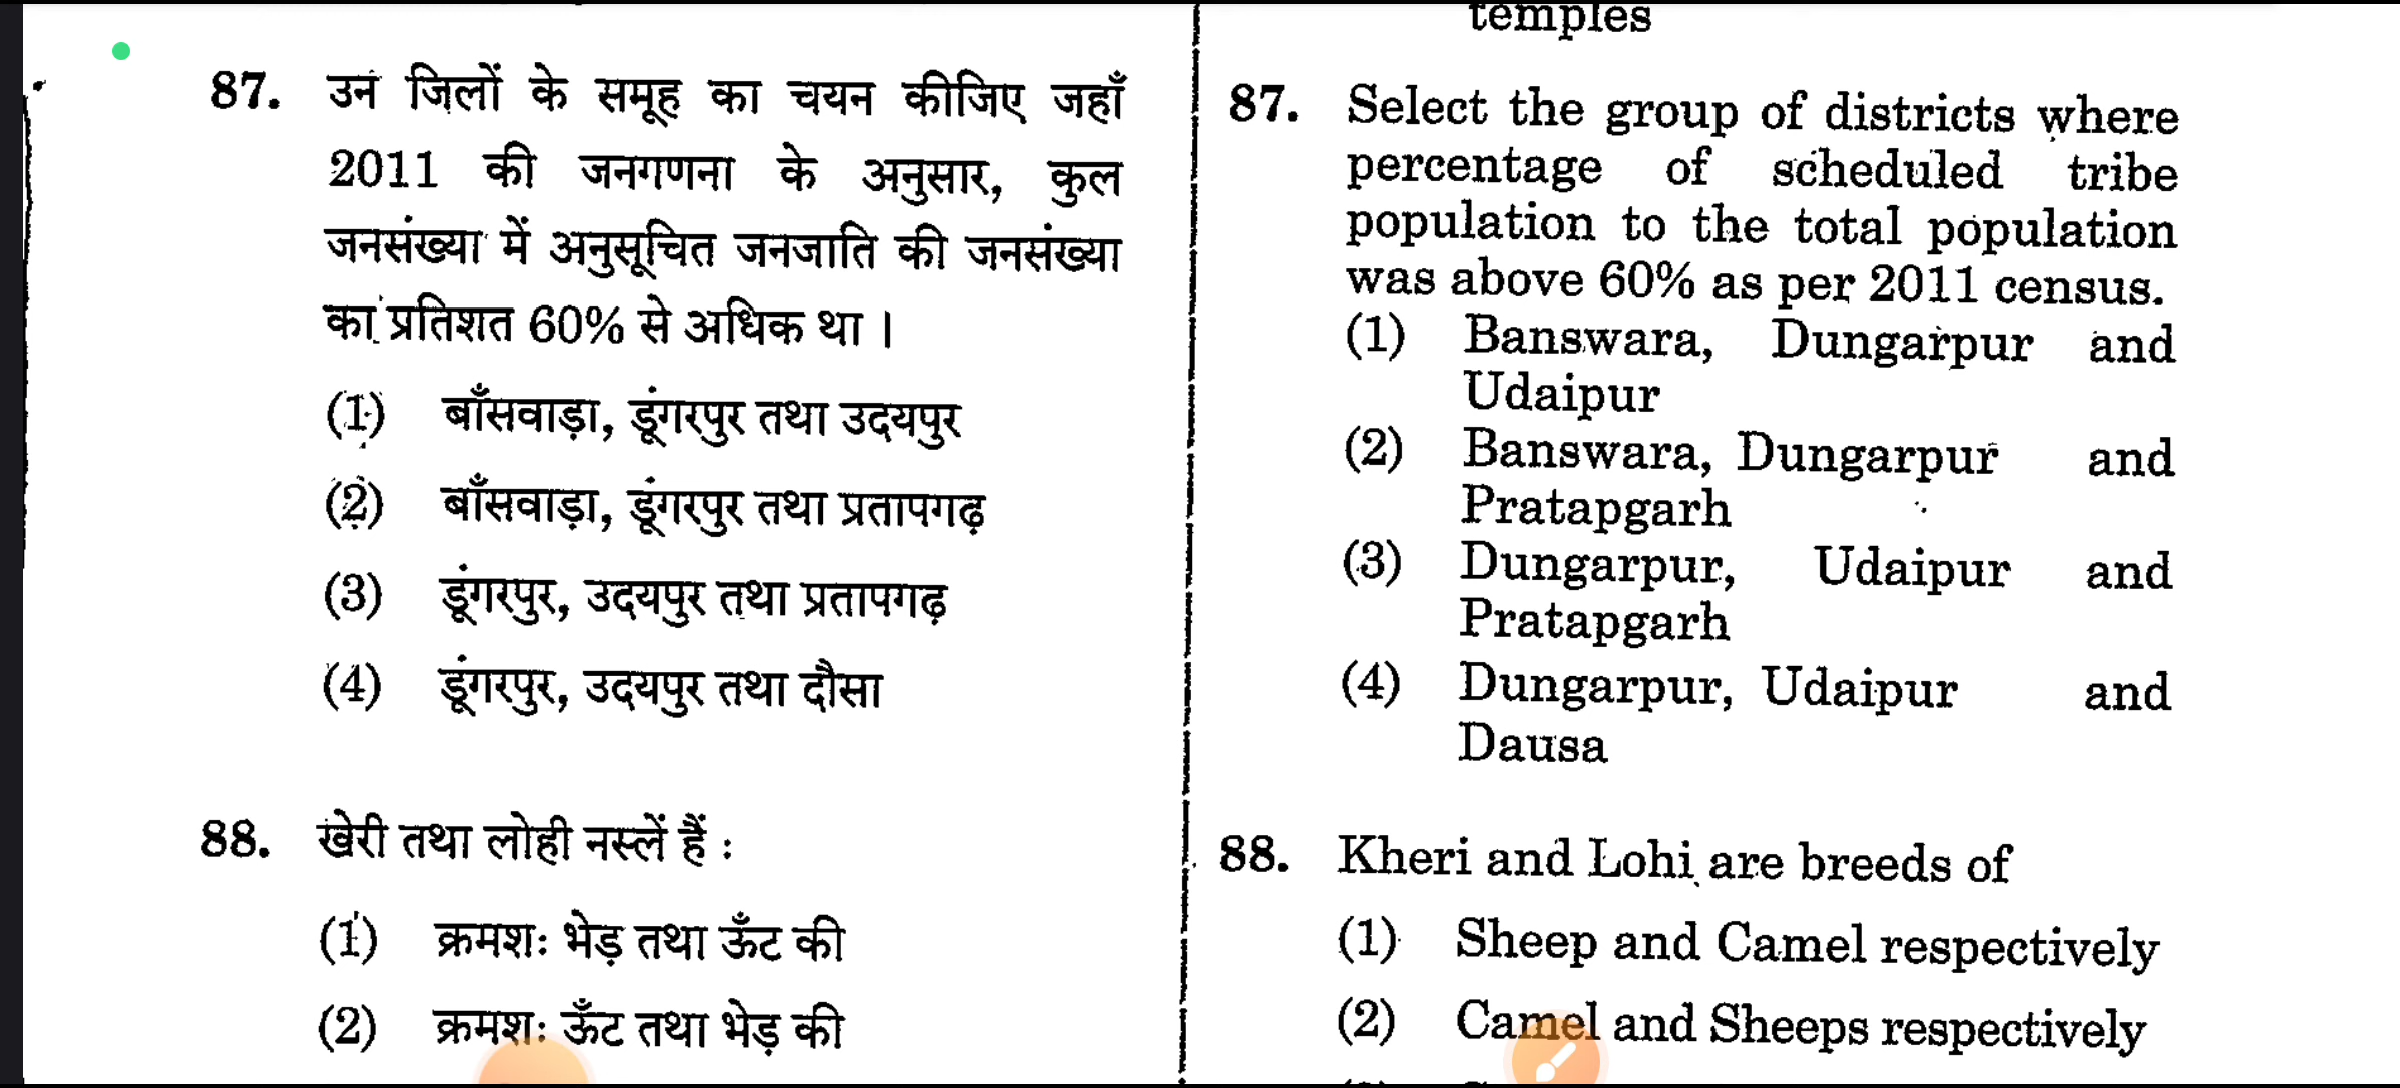 87. उन जिलों के समूह का चयन कीजिए जहाँ
2011 की जनगणना के अनुसार, कुल
जनसंख्या में अनुसूचित जनजाति की जनसंख्या
का प्रतिशत 60% से अधिक था ।
(1) बाँसवाड़ा, डूंगरपुर तथा उदयपुर
(2) बाँसवाड़ा, डूंगरपुर तथा प्रतापगढ़
(3) डूंगरपुर, उदयपुर तथा प्रतापगढ़
(4) डूंगरपुर, उदयपुर तथा दौसा
88. खेरी तथा लोही नस्लें हैं :
(1) क्रमशः भेड़ तथा ऊँट की
(2) क्रमशः ऊँट तथा भेड़ की
temples
87. Select the group of districts where
percentage of scheduled tribe
population to the total population
was above 60% as per 2011 census.
(1) Banswara, Dungarpur and
Udaipur
(2) Banswara, Dungarpur and
Pratapgarh
(3) Dungarpur, Udaipur and
Pratapgarh
(4) Dungarpur, Udaipur and
Dausa
88. Kheri and Lohi are breeds of
(1) Sheep and Camel respectively
(2) Camel and Sheeps respectively